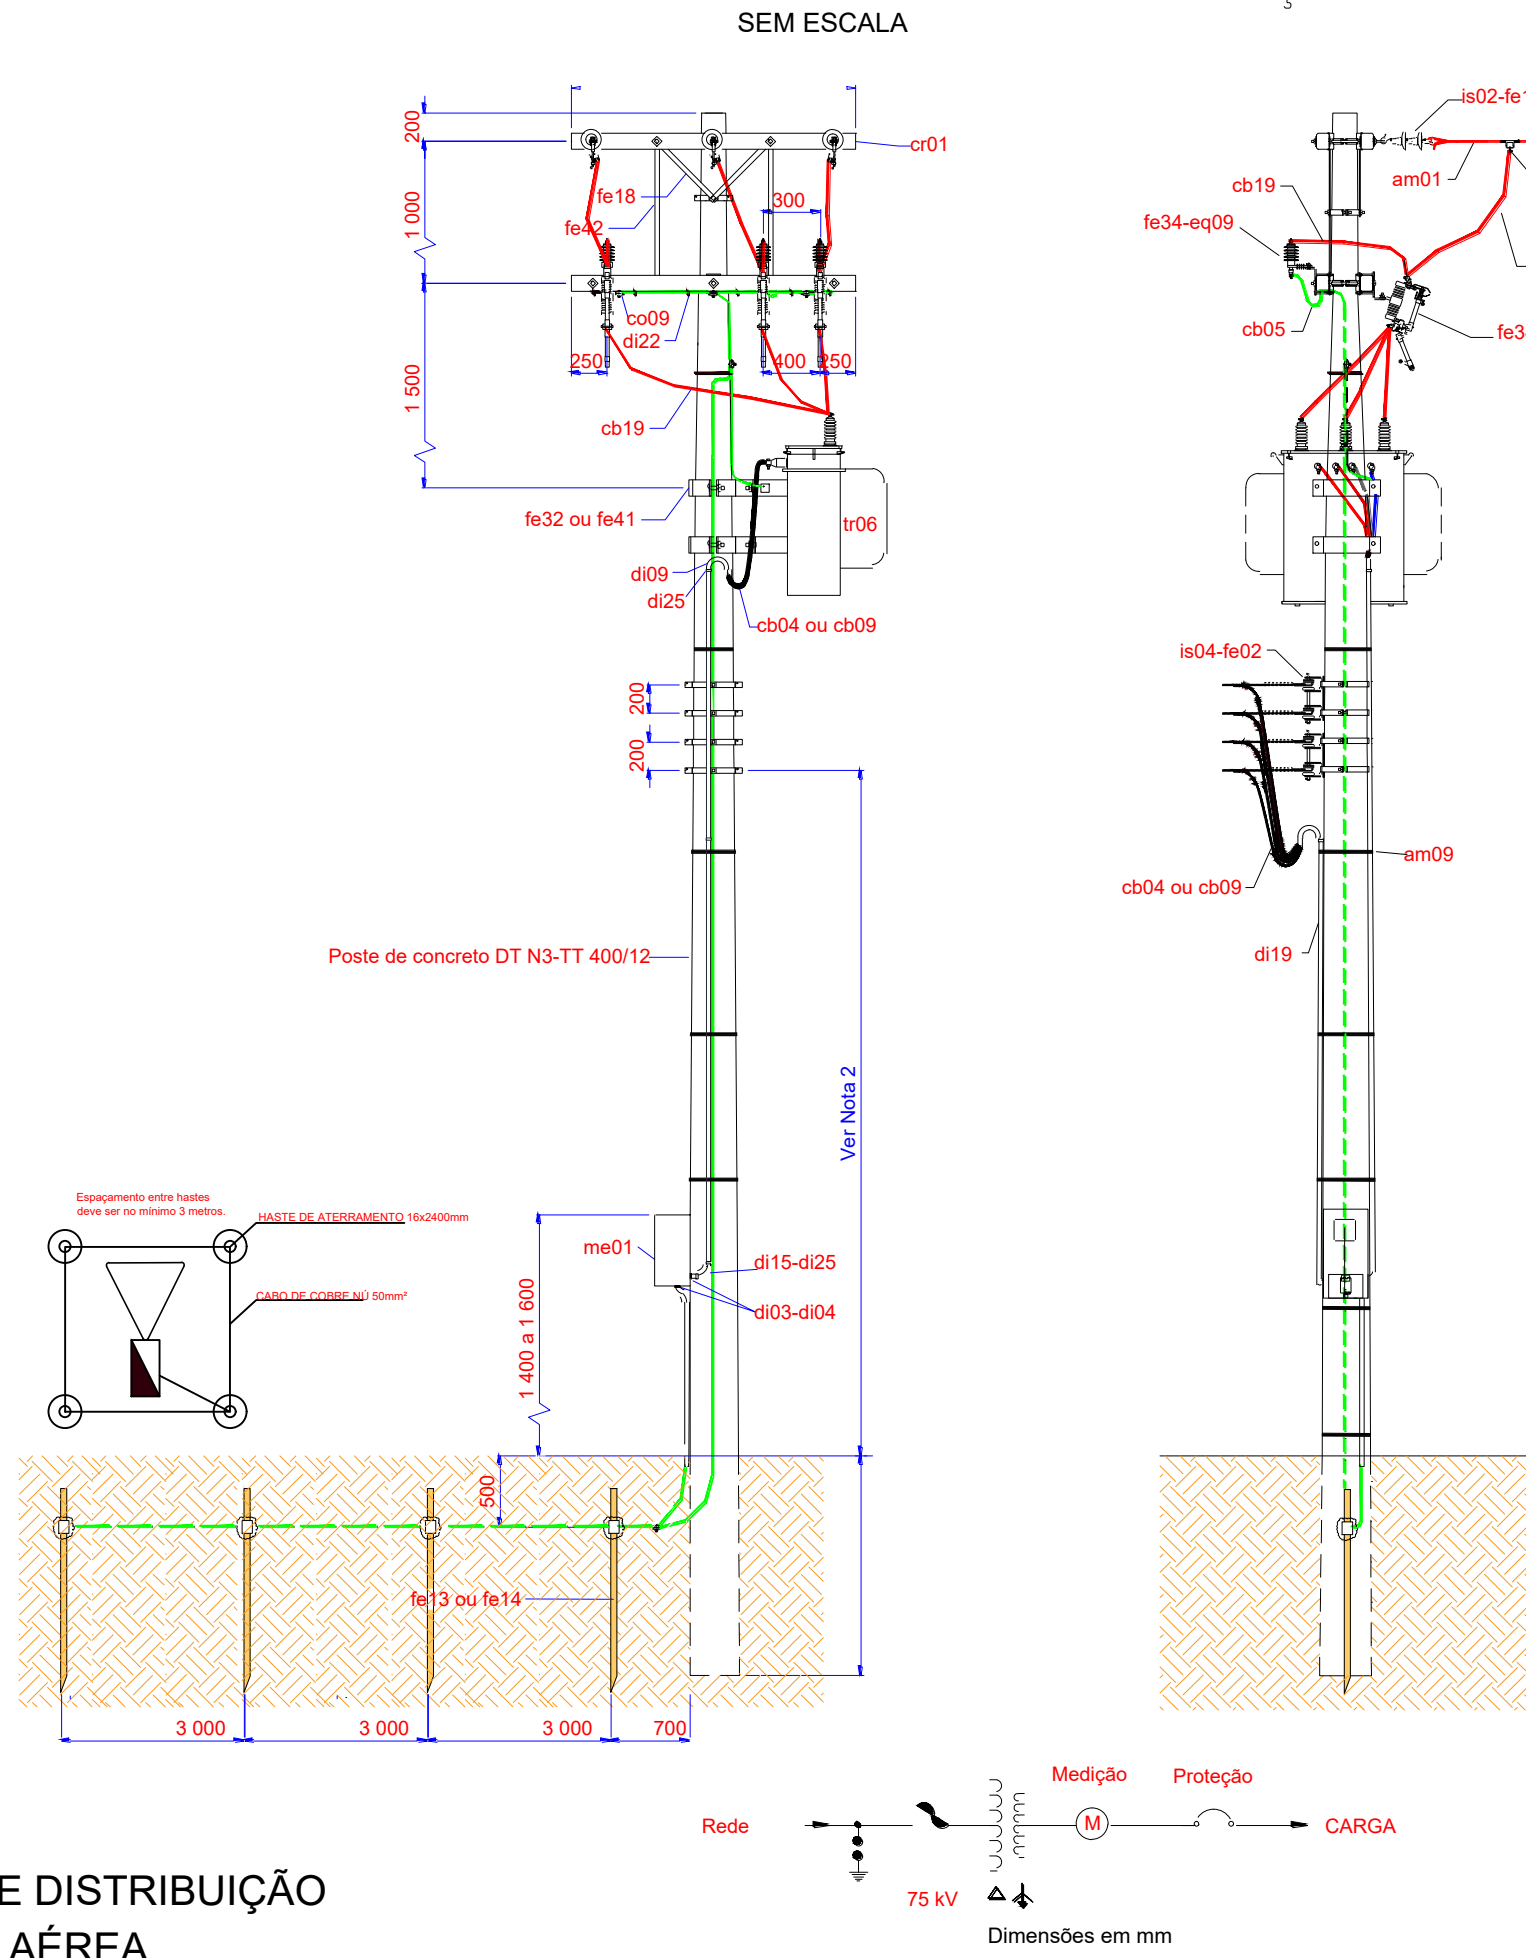 SEM ESCALA
200
1 000
1 500
cr01
fe18
fe42
300
co09
di22
250
400
250
cb19
fe32 ou fe41
tr06
di09
di25
cb04 ou cb09
200
200
Poste de concreto DT N3-TT 400/12
Ver Nota 2
me01
di15-di25
di03-di04
1 400 a 1 600
500
fe13 ou fe14
3 000
3 000
3 000
700
Espaçamento entre hastes
deve ser no mínimo 3 metros.
HASTE DE ATERRAMENTO 16x2400mm
CABO DE COBRE NÚ 50mm²
am01
cb19
fe34-eq09
cb05
is04-fe02
am09
cb04 ou cb09
di19
Medição
Proteção
Rede
M
CARGA
75 kV
Dimensões em mm
E DISTRIBUIÇÃO
AÉREA